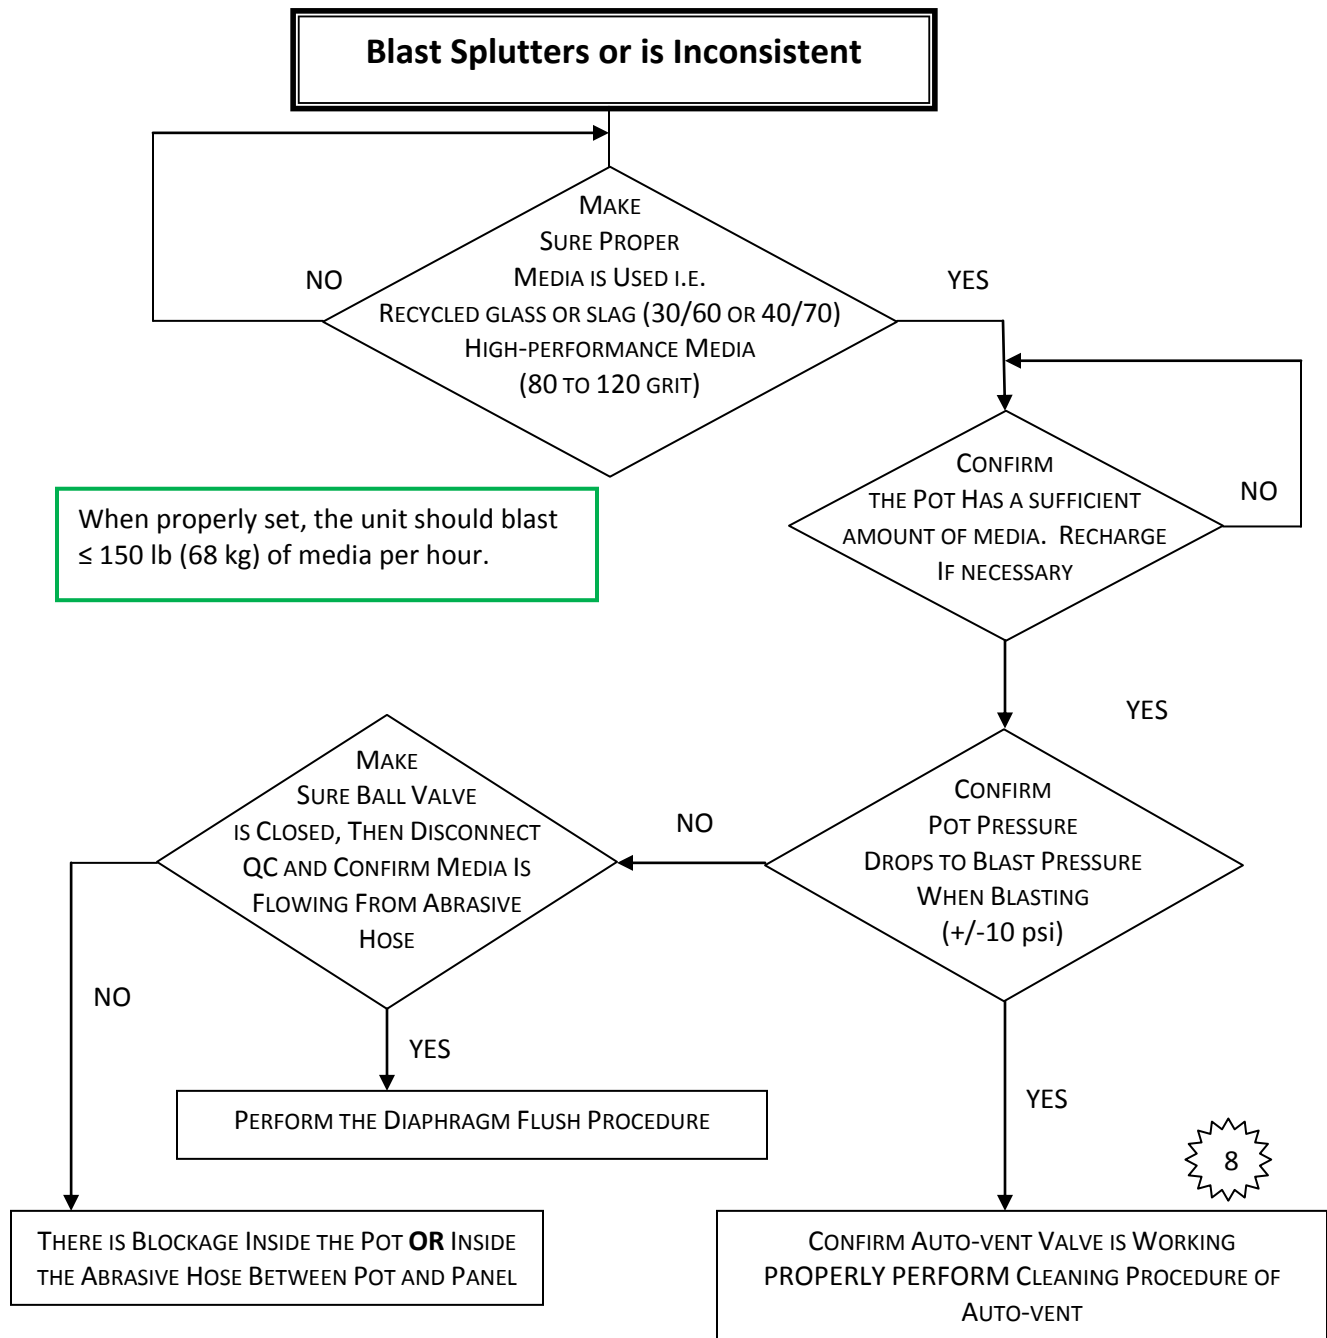 Blast Splutters or is Inconsistent
MAKE
SURE PROPER
MEDIA IS USED I.E.
RECYCLED GLASS OR SLAG (30/60 OR 40/70)
HIGH-PERFORMANCE MEDIA
(80 TO 120 GRIT)
NO
YES
CONFIRM
THE POT HAS A SUFFICIENT
AMOUNT OF MEDIA. RECHARGE
IF NECESSARY
NO
When properly set, the unit should blast
≤ 150 lb (68 kg) of media per hour.
YES
CONFIRM
POT PRESSURE
DROPS TO BLAST PRESSURE
WHEN BLASTING
(+/-10 psi)
NO
MAKE
SURE BALL VALVE
IS CLOSED, THEN DISCONNECT
QC AND CONFIRM MEDIA IS
FLOWING FROM ABRASIVE
HOSE
NO
YES
PERFORM THE DIAPHRAGM FLUSH PROCEDURE
YES
8
THERE IS BLOCKAGE INSIDE THE POT OR INSIDE
THE ABRASIVE HOSE BETWEEN POT AND PANEL
CONFIRM AUTO-VENT VALVE IS WORKING
PROPERLY PERFORM CLEANING PROCEDURE OF
AUTO-VENT